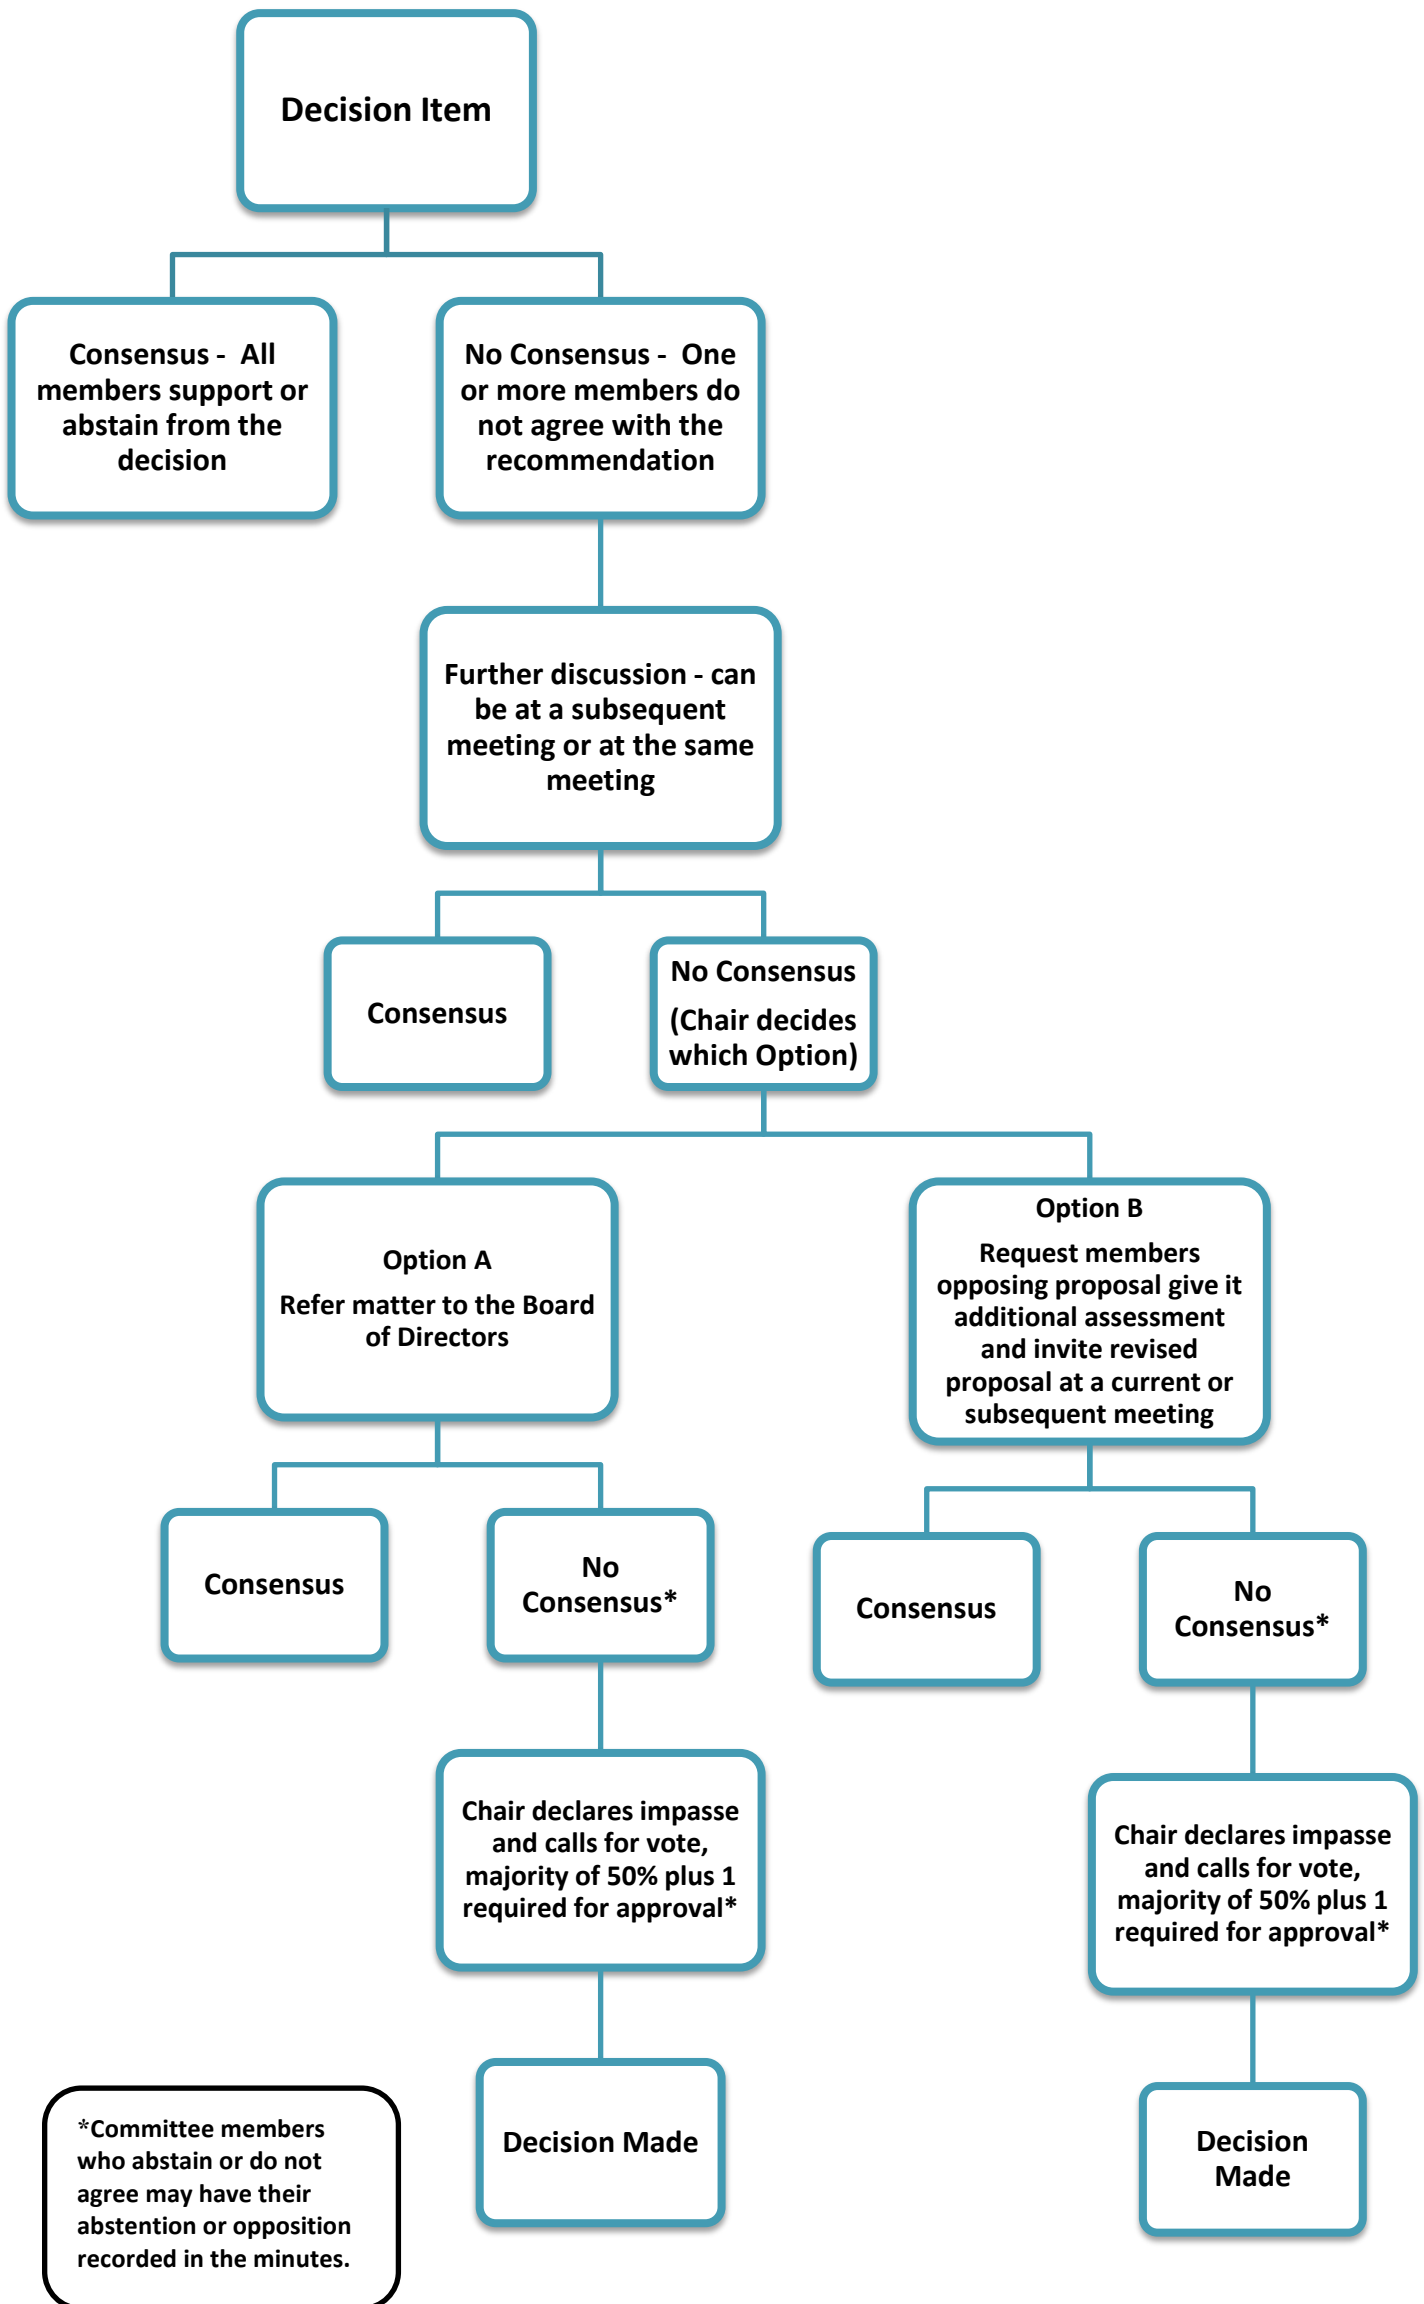 Decision Item
Consensus - All
members support or
abstain from the
decision
No Consensus - One
or more members do
not agree with the
recommendation
Further discussion - can
be at a subsequent
meeting or at the same
meeting
Consensus
No Consensus
(Chair decides
which Option)
Option A
Refer matter to the Board
of Directors
Option B
Request members
opposing proposal give it
additional assessment
and invite revised
proposal at a current or
subsequent meeting
Consensus
No
Consensus*
Consensus
No
Consensus*
Chair declares impasse
and calls for vote,
majority of 50% plus 1
required for approval*
Chair declares impasse
and calls for vote,
majority of 50% plus 1
required for approval*
Decision Made
Decision
Made
*Committee members
who abstain or do not
agree may have their
abstention or opposition
recorded in the minutes.